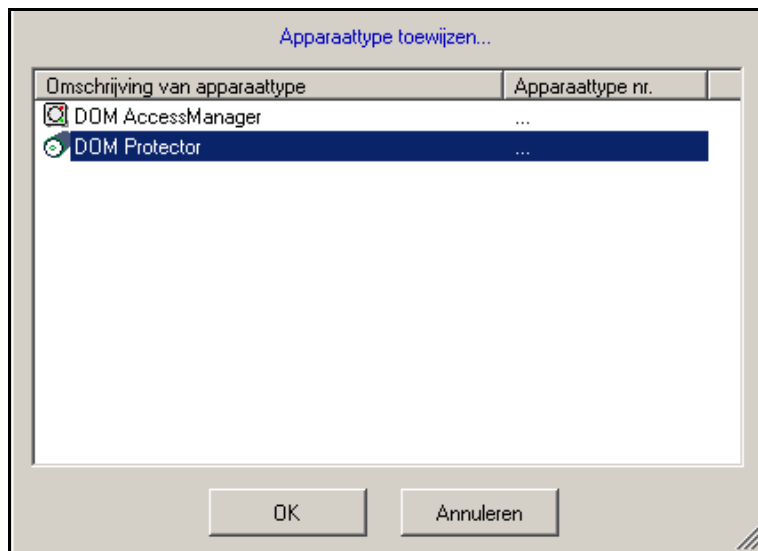 Apparaattype toewijzen...
Omschrijving van apparaattype Apparaattype nr.
DOM AccessManager ...
DOM Protector ...
OK Annuleren